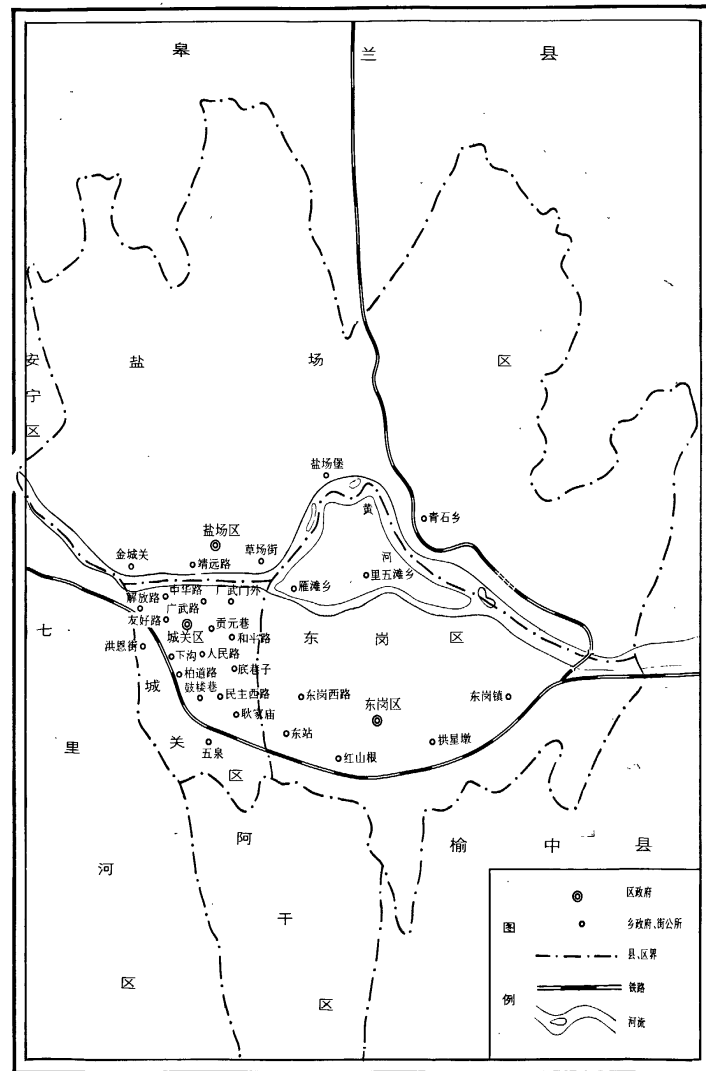 皋兰县
安宁区
盐场区
盐场堡
黄河
青石乡
盐场区
草场街
金城关
靖远路
里五滩乡
雁滩乡
中华路
广武门外
解放路
广武路
友好路
贡元巷
城关区
和平路
洪恩街
下沟
人民路
东岗区
柏道路
底巷子
鼓楼巷
民主西路
东岗西路
东岗区
东岗镇
耿家庙
东站
五泉
红山根
拱星墩
城关区
七里河区
阿干区
榆中县
图例
区政府
乡政府、街公所
县、区界
铁路
河流